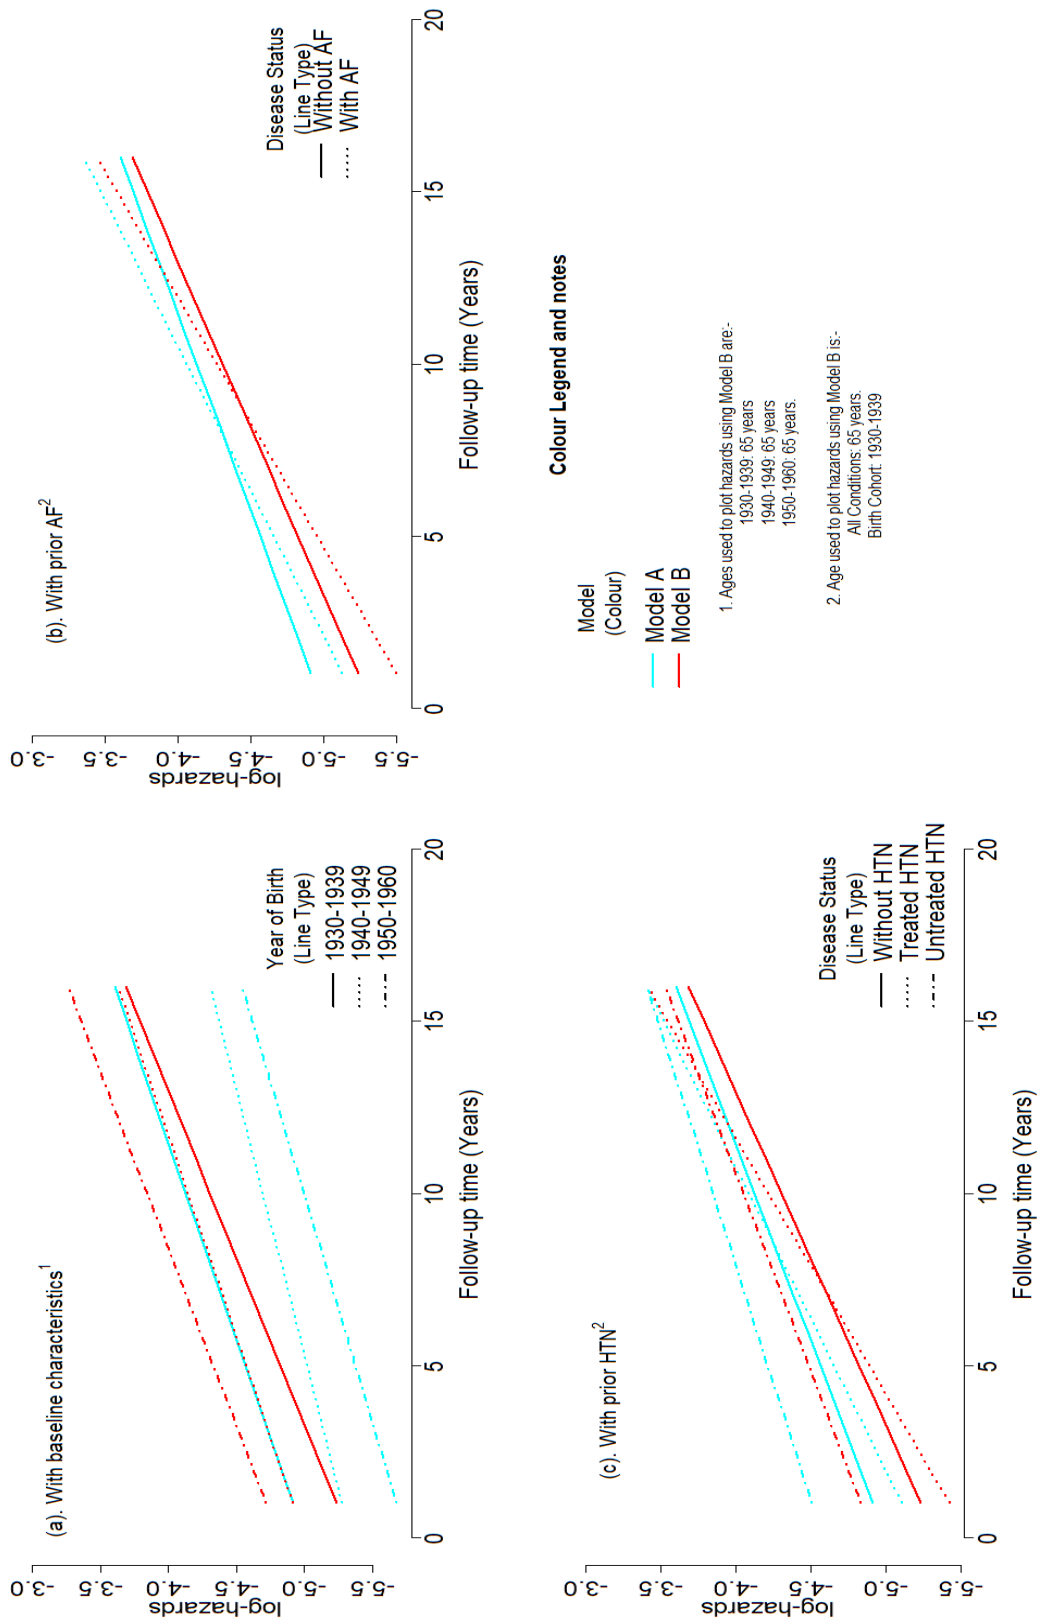 (a). With baseline characteristics1
-3.0
-3.5
-4.0
-4.5
-5.0
-5.5
log-hazards
0
5
10
15
20
Follow-up time (Years)
Year of Birth
(Line Type)
1930-1939
1940-1949
1950-1960
(b). With prior AF2
-3.0
-3.5
-4.0
-4.5
-5.0
-5.5
log-hazards
0
5
10
15
20
Follow-up time (Years)
Disease Status
(Line Type)
Without AF
With AF
(c). With prior HTN2
-3.0
-3.5
-4.0
-4.5
-5.0
-5.5
log-hazards
0
5
10
15
20
Follow-up time (Years)
Disease Status
(Line Type)
Without HTN
Treated HTN
Untreated HTN
Colour Legend and notes
Model
(Colour)
Model A
Model B
1. Ages used to plot hazards using Model B are:-
1930-1939: 65 years
1940-1949: 65 years
1950-1960: 65 years.
2. Age used to plot hazards using Model B is:-
All Conditions: 65 years.
Birth Cohort: 1930-1939